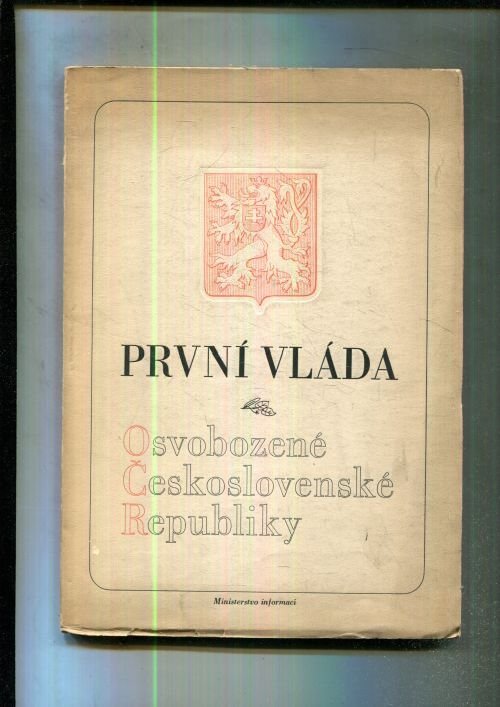 PRVNÍ VLÁDA
Osvobozené
Československé
Republiky
Ministerstvo informací